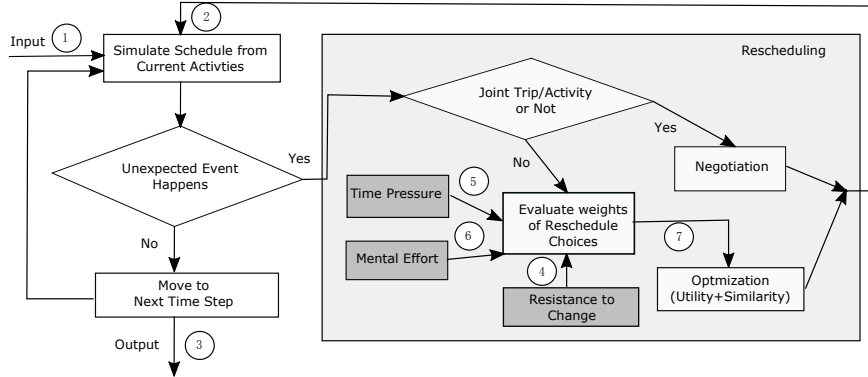 2
Input
1
Simulate Schedule from
Current Activties
Rescheduling
Joint Trip/Activity
or Not
Yes
Yes
Unexpected Event
Happens
No
Negotiation
Time Pressure
5
Evaluate weights
of Reschedule
Choices
6
7
No
Mental Effort
4
Move to
Next Time Step
Optmization
(Utility+Similarity)
Resistance to
Change
Output
3